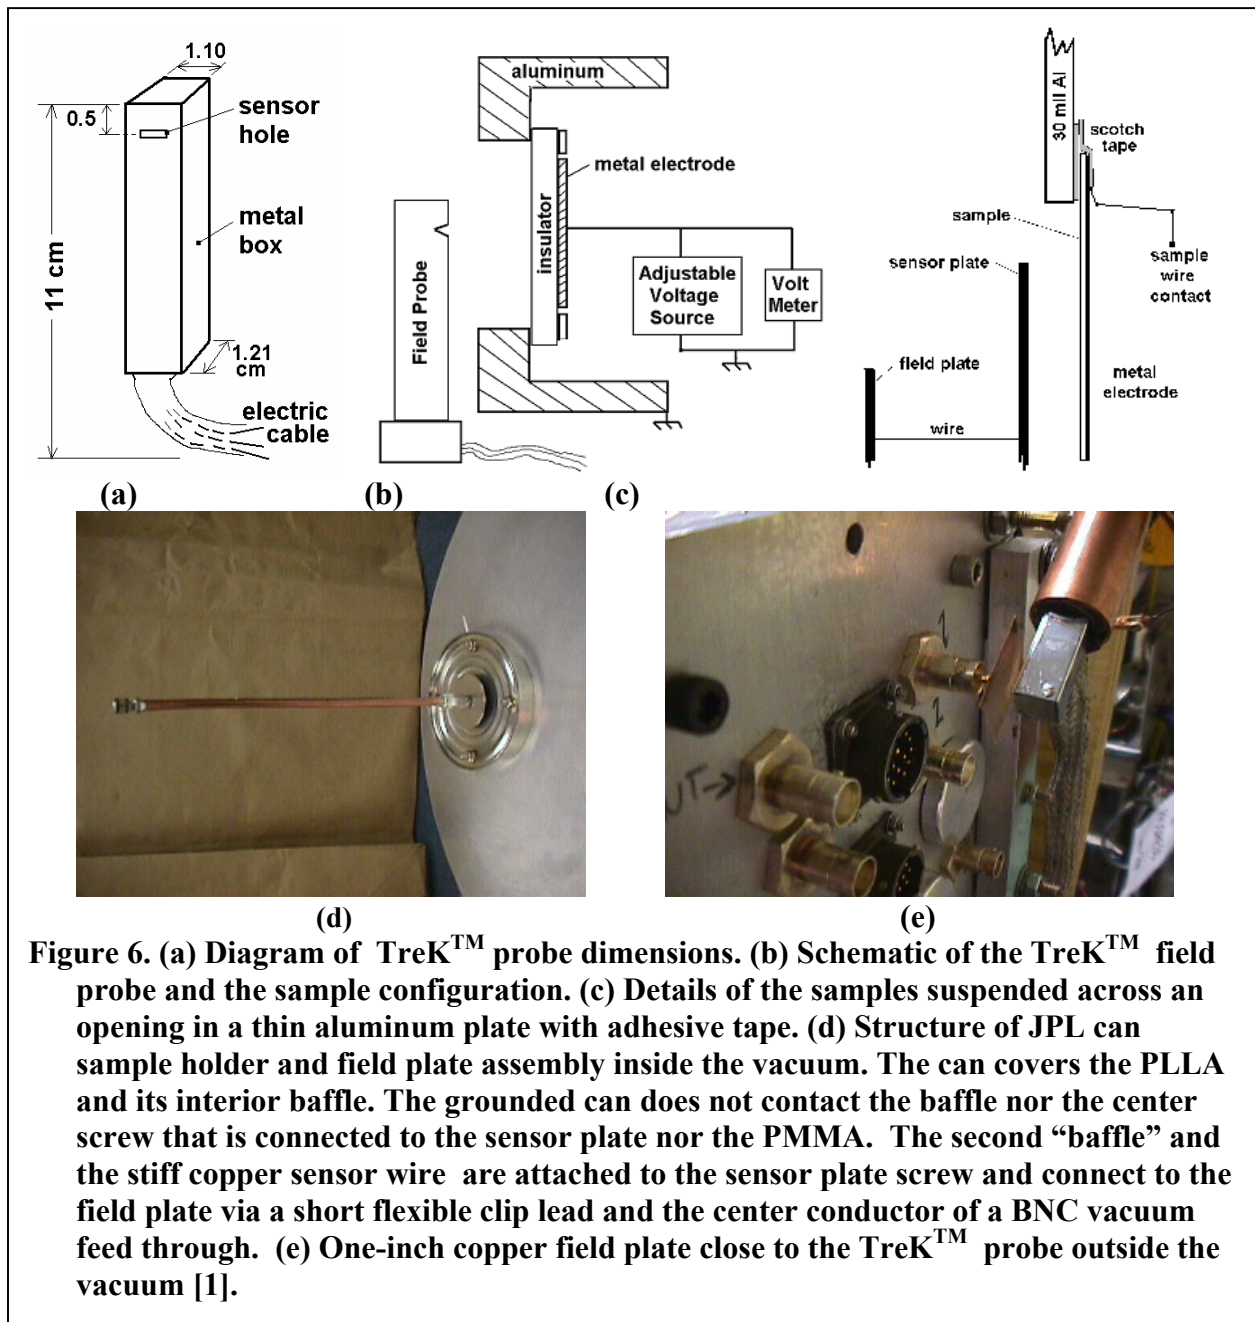 1.10
0.5
sensor
hole
metal
box
11 cm
1.21
cm
electric
cable
aluminum
metal electrode
insulator
Field Probe
Adjustable
Voltage
Source
Volt
Meter
30 mil Al
scotch
tape
sample
sensor plate
sample
wire
contact
field plate
metal
electrode
wire
(a) (b) (c)
UT→
(d) (e)
Figure 6. (a) Diagram of TreK™ probe dimensions. (b) Schematic of the TreK™ field
probe and the sample configuration. (c) Details of the samples suspended across an
opening in a thin aluminum plate with adhesive tape. (d) Structure of JPL can
sample holder and field plate assembly inside the vacuum. The can covers the PLLA
and its interior baffle. The grounded can does not contact the baffle nor the center
screw that is connected to the sensor plate nor the PMMA. The second “baffle” and
the stiff copper sensor wire are attached to the sensor plate screw and connect to the
field plate via a short flexible clip lead and the center conductor of a BNC vacuum
feed through. (e) One-inch copper field plate close to the TreK™ probe outside the
vacuum [1].